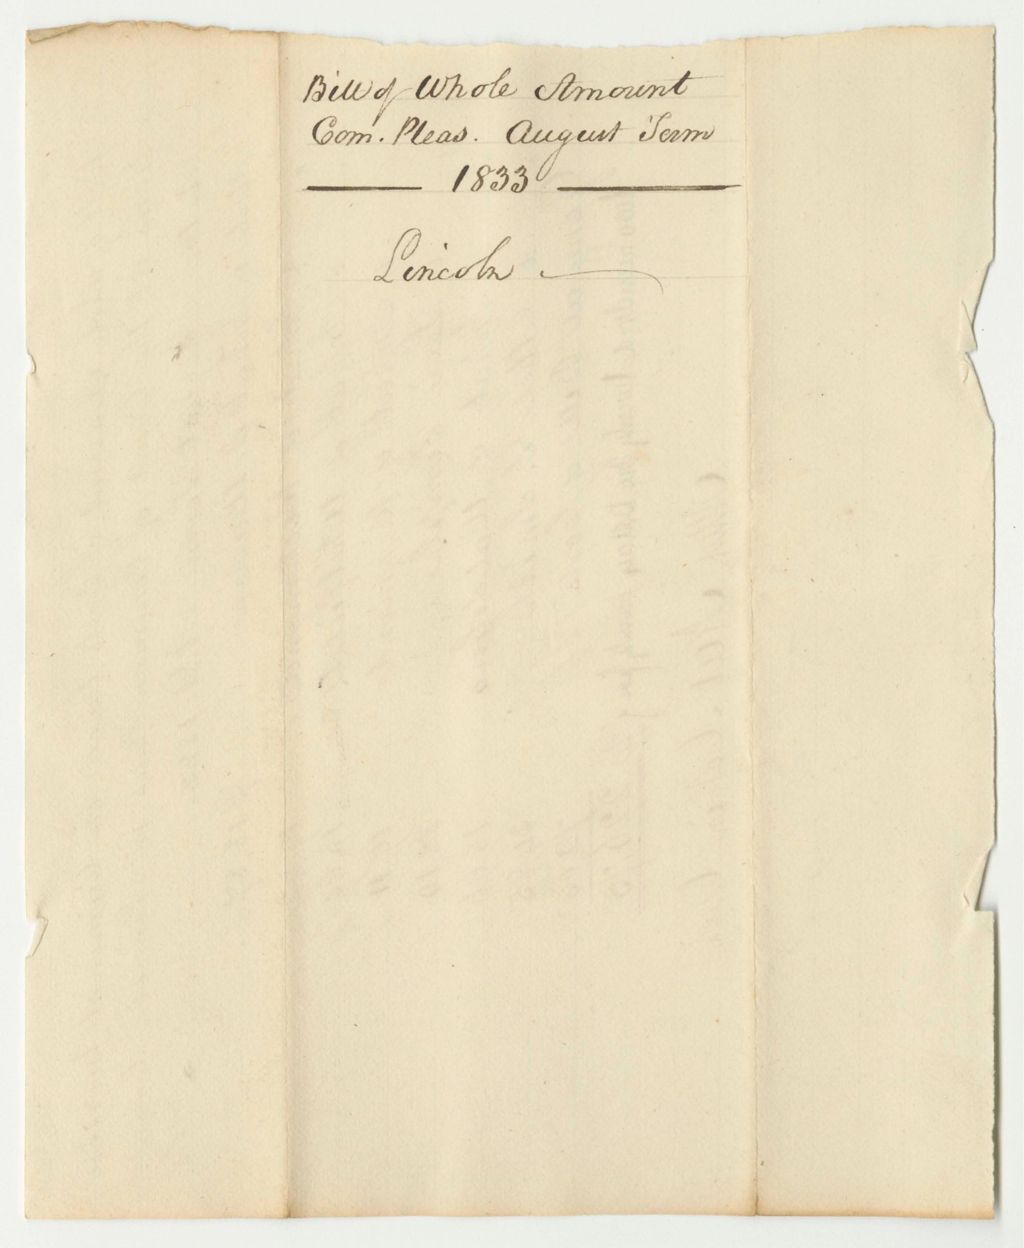 Bill of Whole Amount
Com. Pleas. August Term
1833
Lincoln